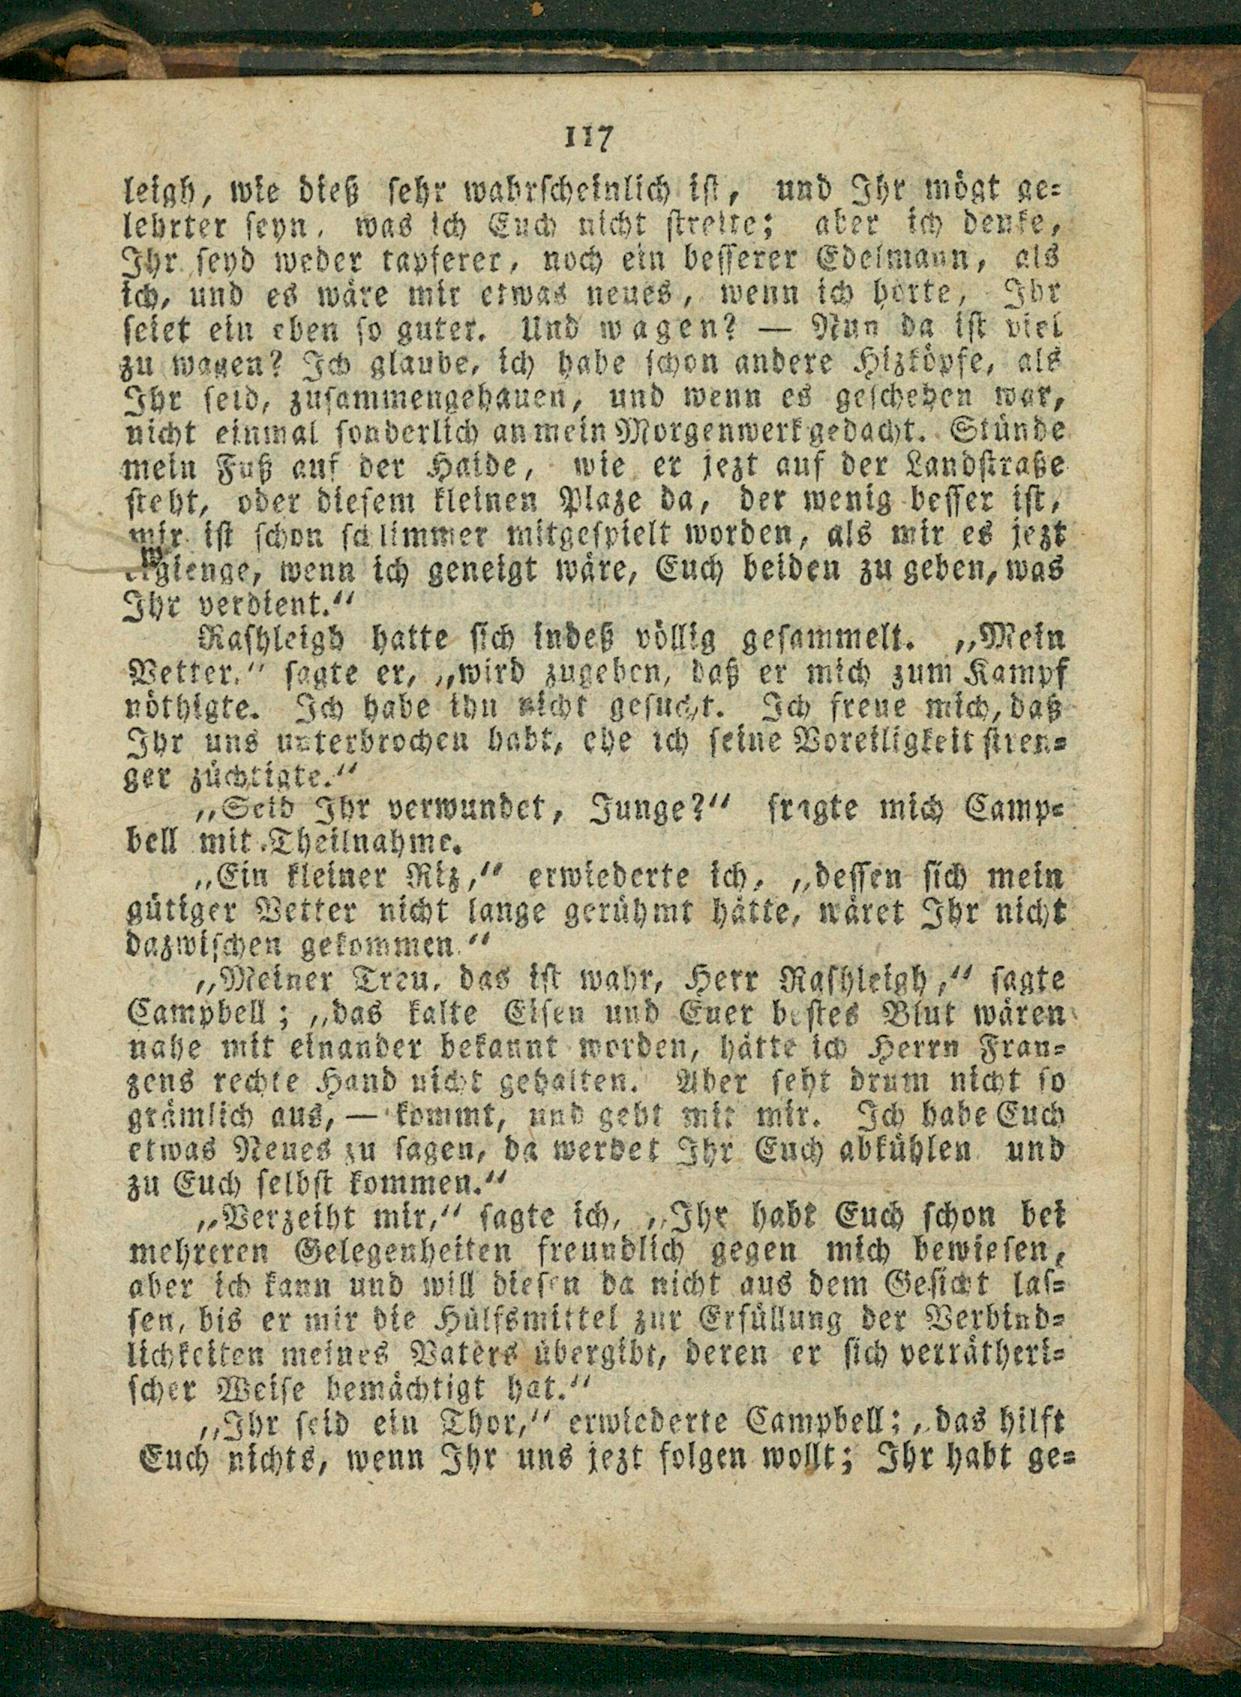 117
leigh, wie dieß sehr wahrscheinlich ist, und Ihr mögt ge-
lehrter seyn, was ich Euch nicht streite; aber ich denke,
Ihr seyd weder tapferer, noch ein besserer Edelmann, als
ich, und es wäre mir etwas neues, wenn ich hörte, Ihr
seiet ein eben so guter. Und wagen? — Nun da ist viel
zu wagen? Ich glaube, ich habe schon andere Hizköpfe, als
Ihr seid, zusammengehauen, und wenn es geschehen war,
nicht einmal sonderlich an mein Morgenwerk gedacht. Stünde
mein Fuß auf der Haide, wie er jezt auf der Landstraße
steht, oder diesem kleinen Plaze da, der wenig besser ist,
mir ist schon schlimmer mitgespielt worden, als mir es jezt
ergienge, wenn ich geneigt wäre, Euch beiden zu geben, was
Ihr verdient.“
Rashleigh hatte sich indeß völlig gesammelt. „Mein
Vetter,“ sagte er, „wird zugeben, daß er mich zum Kampf
nöthigte. Ich habe ihn nicht gesucht. Ich freue mich, daß
Ihr uns unterbrochen habt, ehe ich seine Voreiligkeit stren-
ger züchtigte.“
„Seid Ihr verwundet, Junge?“ fragte mich Camp-
bell mit Theilnahme.
„Ein kleiner Riz,“ erwiederte ich, „dessen sich mein
gütiger Vetter nicht lange gerühmt hätte, wäret Ihr nicht
dazwischen gekommen.“
„Meiner Treu, das ist wahr, Herr Rashleigh,“ sagte
Campbell; „das kalte Eisen und Euer bestes Blut wären
nahe mit einander bekannt worden, hätte ich Herrn Fran-
zens rechte Hand nicht gehalten. Aber seht drum nicht so
grämlich aus, — kommt, und geht mit mir. Ich habe Euch
etwas Neues zu sagen, da werdet Ihr Euch abkühlen und
zu Euch selbst kommen.“
„Verzeiht mir,“ sagte ich, „Ihr habt Euch schon bei
mehreren Gelegenheiten freundlich gegen mich bewiesen,
aber ich kann und will diesen da nicht aus dem Gesicht las-
sen, bis er mir die Hülfsmittel zur Erfüllung der Verbind-
lichkeiten meines Vaters übergibt, deren er sich verrätheri-
scher Weise bemächtigt hat.“
„Ihr seid ein Thor,“ erwiederte Campbell; „das hilft
Euch nichts, wenn Ihr uns jezt folgen wollt; Ihr habt ge-